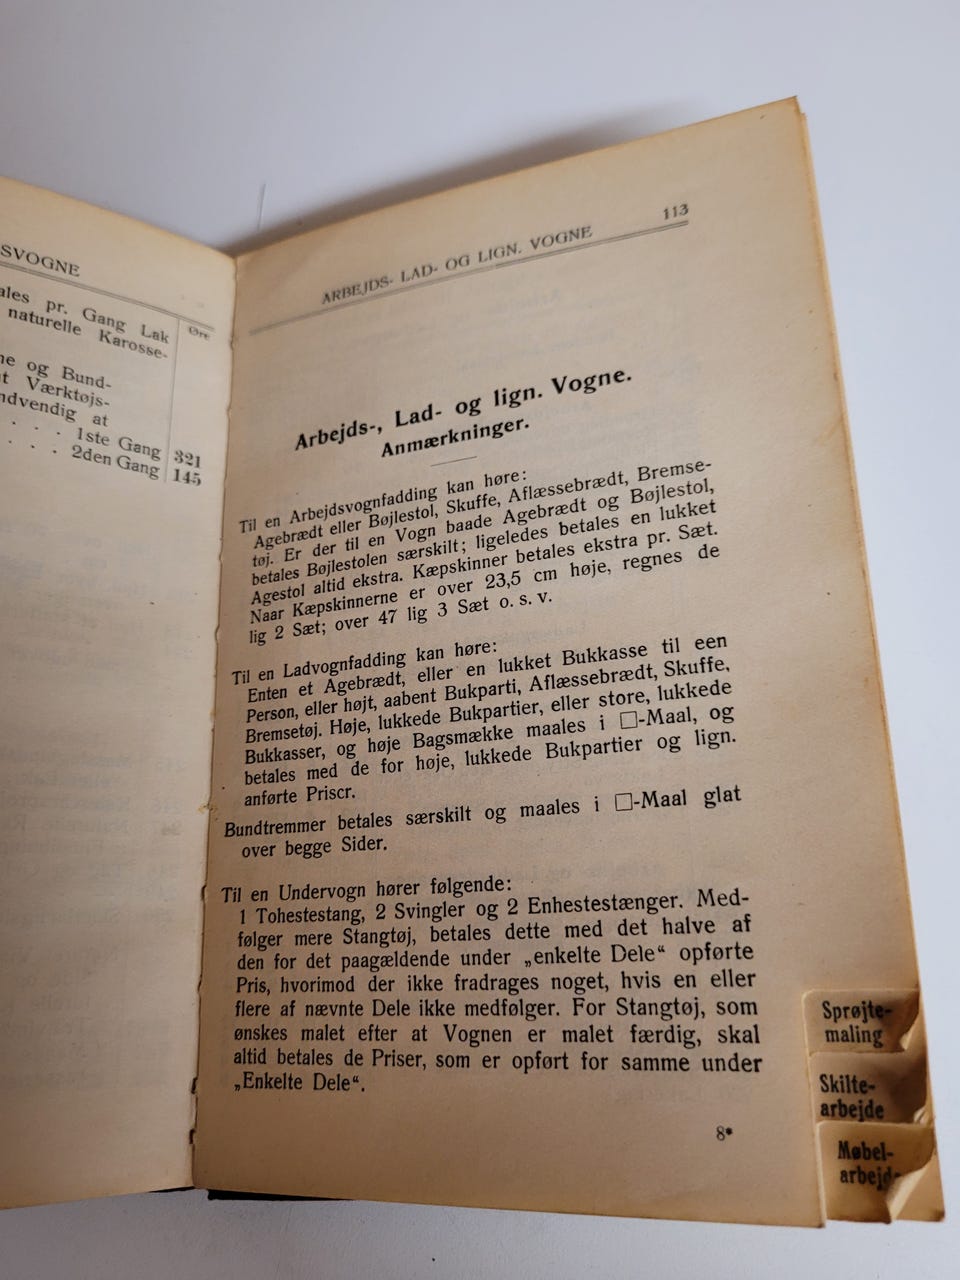 SVOGNE
ales pr. Gang Lak
naturelle Karosse-
Øre
ne og Bund-
t Værktøjs-
ndvendig at
. . . 1ste Gang 321
. . . 2den Gang 145
ARBEJDS- LAD- OG LIGN. VOGNE 113
Arbejds-, Lad- og lign. Vogne.
Anmærkninger.
Til en Arbejdsvognfadding kan høre:
Agebrædt eller Bøjlestol, Skuffe, Aflæssebrædt, Bremse-
tøj. Er der til en Vogn baade Agebrædt og Bøjlestol,
betales Bøjlestolen særskilt; ligeledes betales en lukket
Agestol altid ekstra. Kæpskinner betales ekstra pr. Sæt.
Naar Kæpskinnerne er over 23,5 cm høje, regnes de
lig 2 Sæt; over 47 lig 3 Sæt o. s. v.
Til en Ladvognfadding kan høre:
Enten et Agebrædt, eller en lukket Bukkasse til een
Person, eller højt, aabent Bukparti, Aflæssebrædt, Skuffe,
Bremsetøj. Høje, lukkede Bukpartier, eller store, lukkede
Bukkasser, og høje Bagsmække maales i □-Maal, og
betales med de for høje, lukkede Bukpartier og lign.
anførte Priscr.
Bundtremmer betales særskilt og maales i □-Maal glat
over begge Sider.
Til en Undervogn hører følgende:
1 Tohestestang, 2 Svingler og 2 Enhestestænger. Med-
følger mere Stangtøj, betales dette med det halve af
den for det paagældende under „enkelte Dele“ opførte
Pris, hvorimod der ikke fradrages noget, hvis en eller
flere af nævnte Dele ikke medfølger. For Stangtøj, som
ønskes malet efter at Vognen er malet færdig, skal
altid betales de Priser, som er opført for samme under
„Enkelte Dele“.
8*
Sprøjte-
maling
Skilte-
arbejde
Møbel-
arbejd